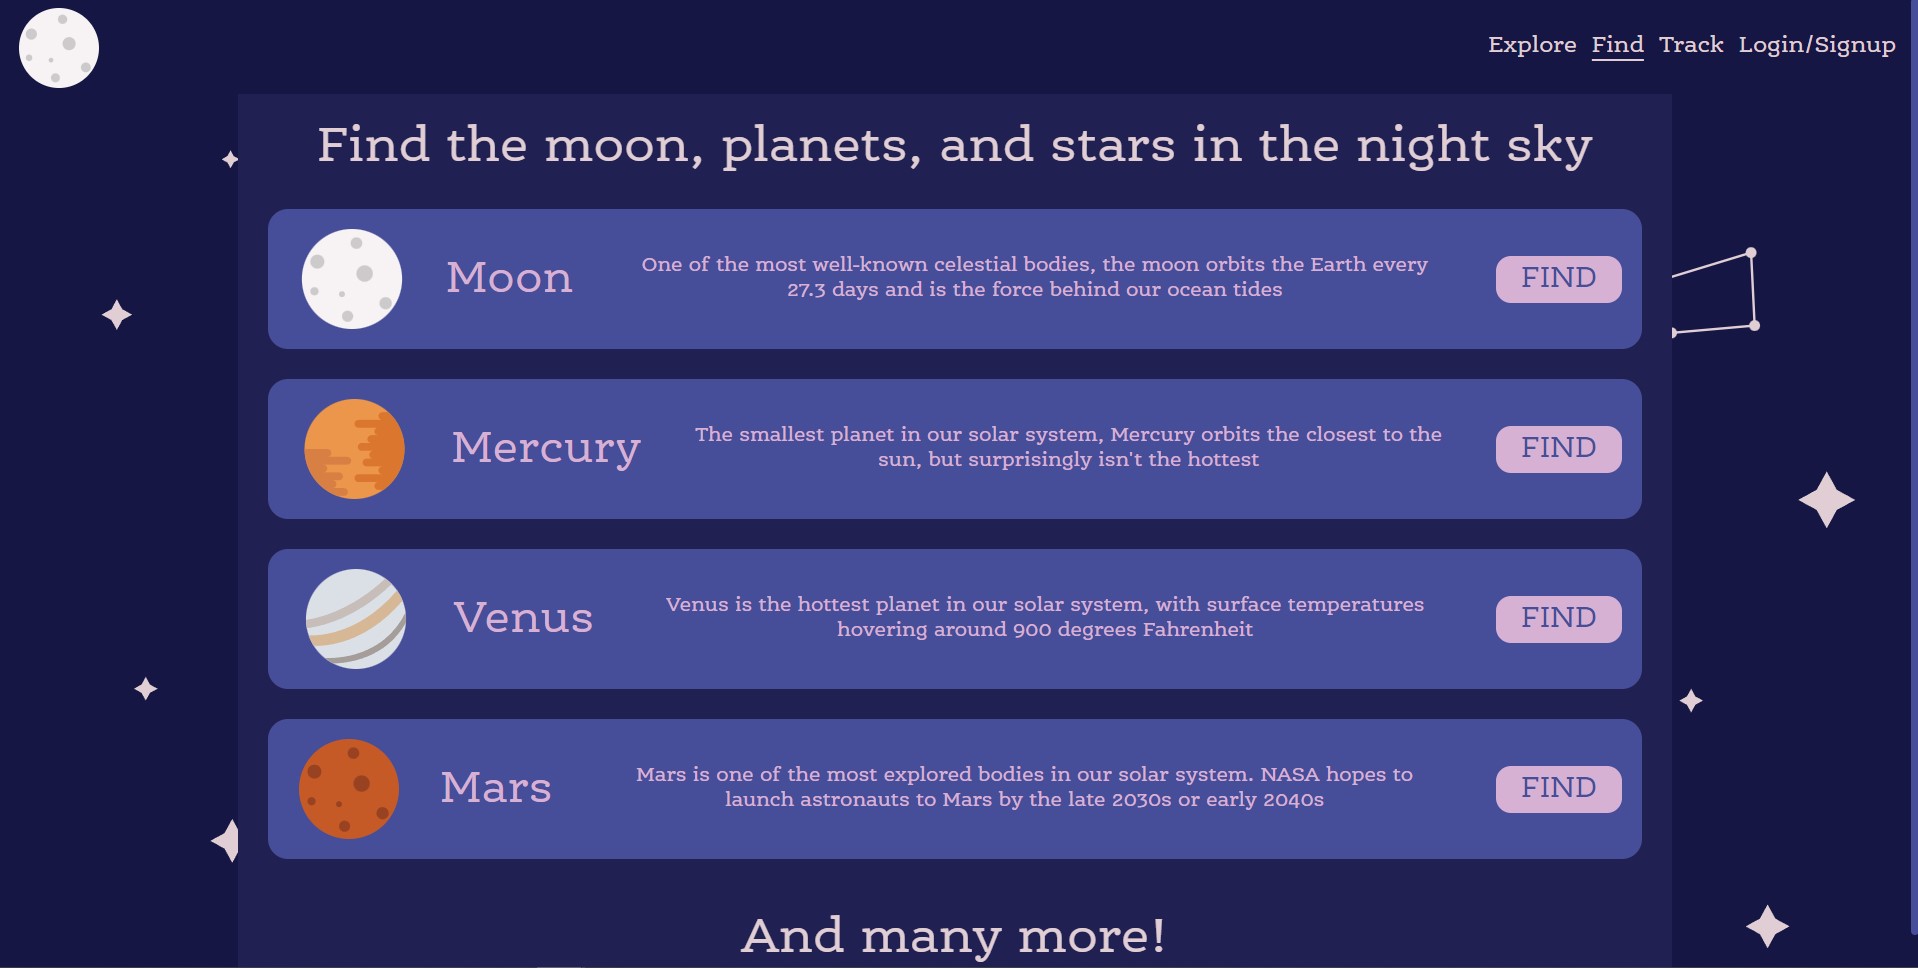 Explore Find Track Login/Signup
Find the moon, planets, and stars in the night sky
Moon
One of the most well-known celestial bodies, the moon orbits the Earth every
27.3 days and is the force behind our ocean tides
FIND
Mercury
The smallest planet in our solar system, Mercury orbits the closest to the
sun, but surprisingly isn't the hottest
FIND
Venus
Venus is the hottest planet in our solar system, with surface temperatures
hovering around 900 degrees Fahrenheit
FIND
Mars
Mars is one of the most explored bodies in our solar system. NASA hopes to
launch astronauts to Mars by the late 2030s or early 2040s
FIND
And many more!